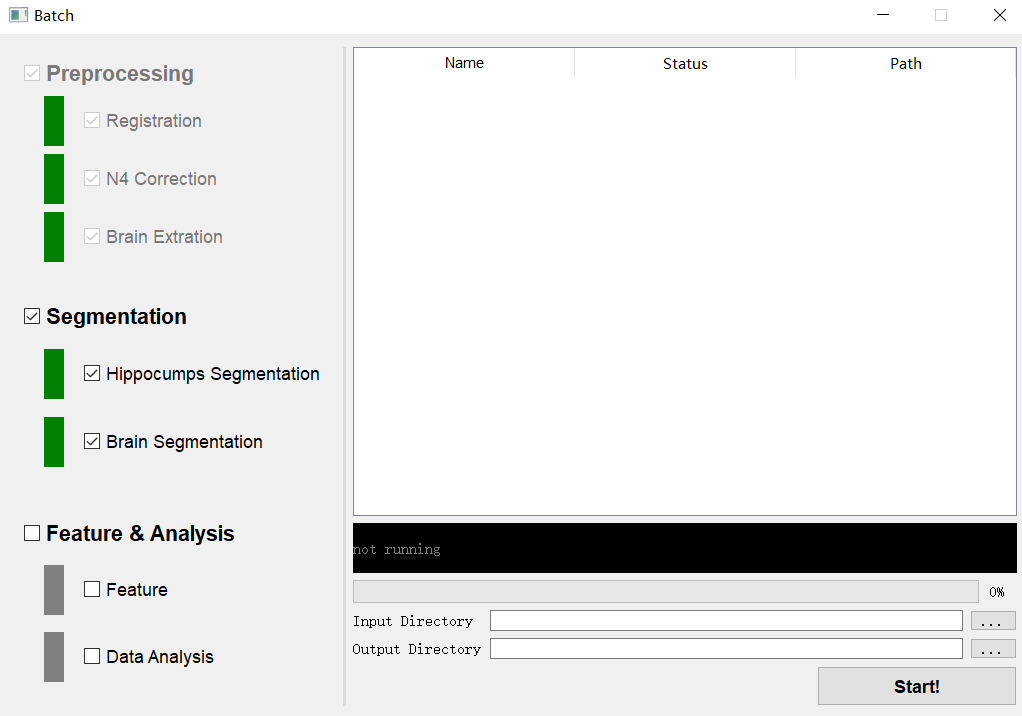 Batch
Preprocessing
Registration
N4 Correction
Brain Extration
Segmentation
Hippocumps Segmentation
Brain Segmentation
Feature & Analysis
Feature
Data Analysis
Name Status Path
not running
0%
Input Directory ...
Output Directory ...
Start!